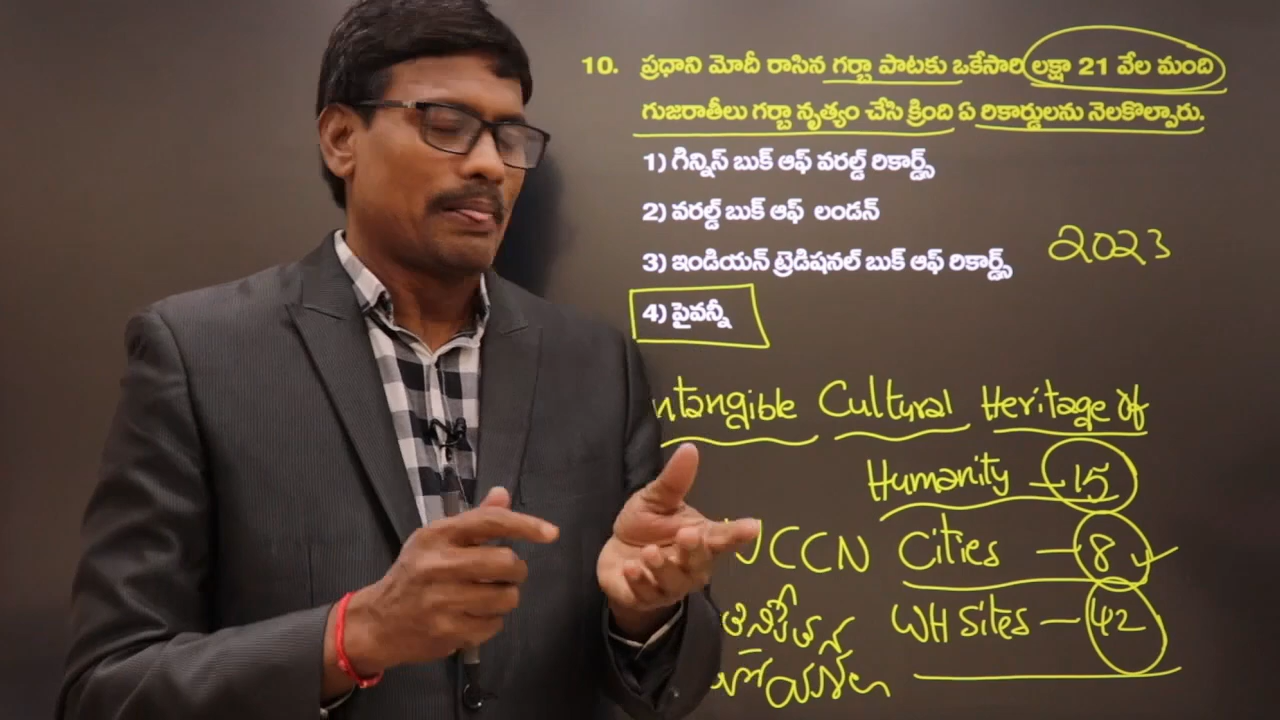 10. ప్రధాని మోదీ రాసిన గర్భా పాటకు ఒకేసారి లక్షా 21 వేల మంది
గుజరాతీలు గర్భా నృత్యం చేసి క్రింది ఏ రికార్డులను నెలకొల్పారు.
1) గిన్నిస్ బుక్ ఆఫ్ వరల్డ్ రికార్డ్స్
2) వరల్డ్ బుక్ ఆఫ్ లండన్
3) ఇండియన్ ట్రెడిషనల్ బుక్ ఆఫ్ రికార్డ్స్
2023
4) పైవన్నీ
ntangible Cultural Heritage of
Humanity - 15
CCN Cities - 8
WH Sites - 42